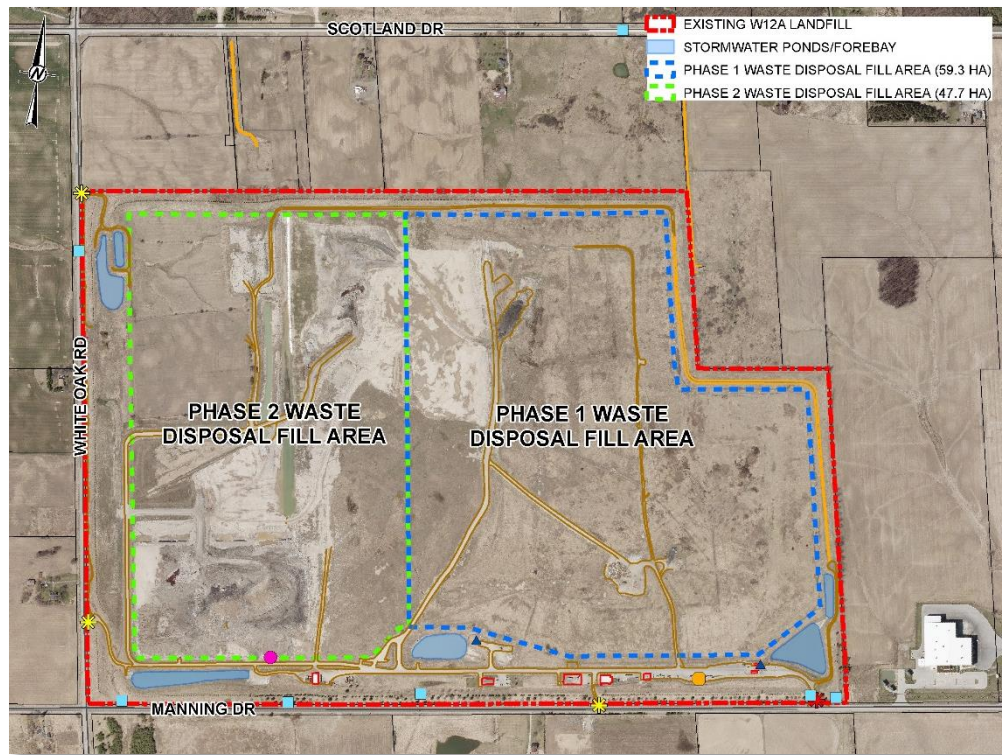 SCOTLAND DR
EXISTING W12A LANDFILL
STORMWATER PONDS/FOREBAY
PHASE 1 WASTE DISPOSAL FILL AREA (59.3 HA)
PHASE 2 WASTE DISPOSAL FILL AREA (47.7 HA)
N
WHITE OAK RD
PHASE 2 WASTE
DISPOSAL FILL AREA
PHASE 1 WASTE
DISPOSAL FILL AREA
MANNING DR